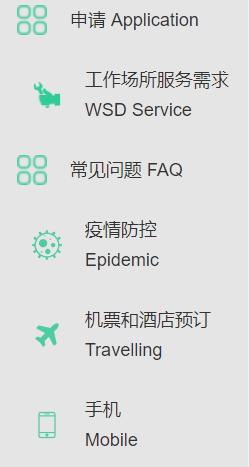 申请 Application
工作场所服务需求
WSD Service
常见问题 FAQ
疫情防控
Epidemic
机票和酒店预订
Travelling
手机
Mobile